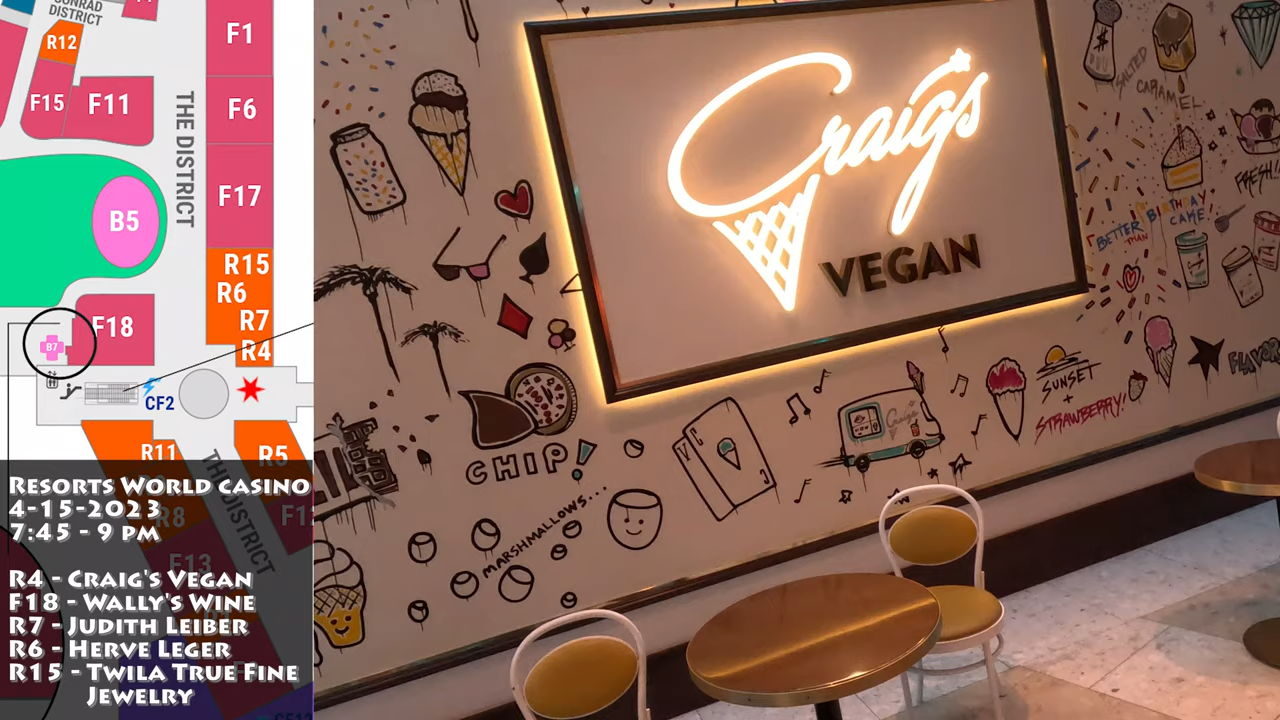 CONRAD
DISTRICT
R12
F1
F15
F11
F6
THE DISTRICT
F17
B5
R15
R6
F18
R7
B7
R4
CF2
R11
R5
THE DISTRICT
R8
F13
Resorts World casino
4-15-2023
7:45 - 9 pm
R4 - Craig's Vegan
F18 - Wally's Wine
R7 - Judith Leiber
R6 - Herve Leger
R15 - Twila True Fine
Jewelry
Craig's
VEGAN
SALTED
CARAMEL
FRESH!
BETTER
THAN
BIRTHDAY
CAKE!
CHIP!
MARSHMALLOWS...
Craig's
SUNSET
+
STRAWBERRY!
FLAVOR